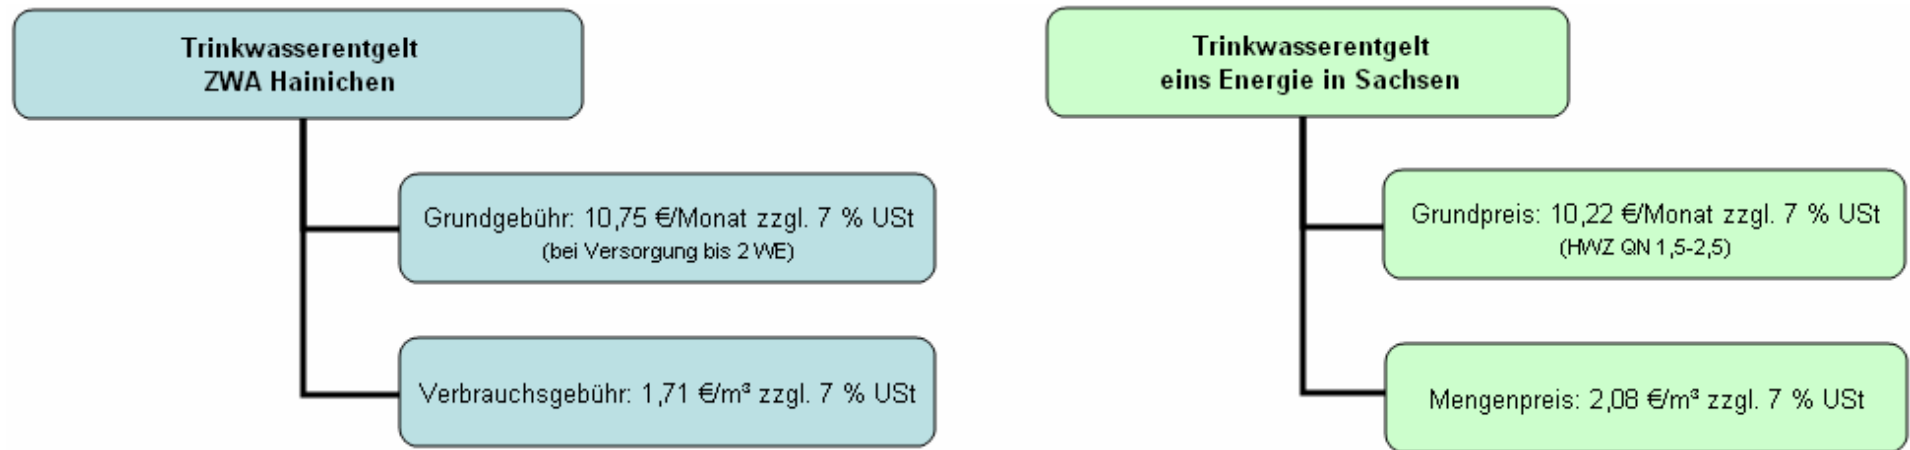 Trinkwasserentgelt
ZWA Hainichen
Grundgebühr: 10,75 €/Monat zzgl. 7 % USt
(bei Versorgung bis 2 WE)
Verbrauchsgebühr: 1,71 €/m³ zzgl. 7 % USt
Trinkwasserentgelt
eins Energie in Sachsen
Grundpreis: 10,22 €/Monat zzgl. 7 % USt
(HWZ QN 1,5-2,5)
Mengenpreis: 2,08 €/m³ zzgl. 7 % USt